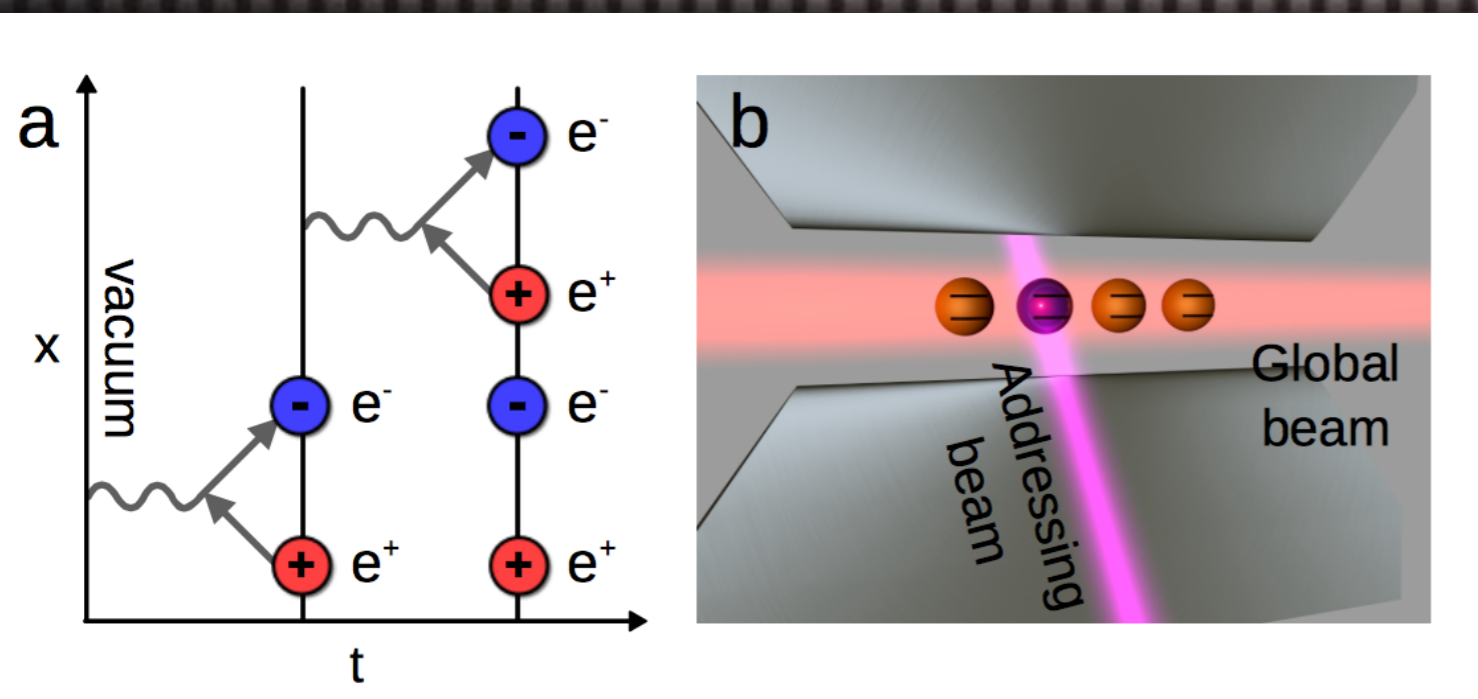 a
x
vacuum
t
-
e-
+
e+
-
e-
+
e+
-
e-
+
e+
b
Addressing
beam
Global
beam